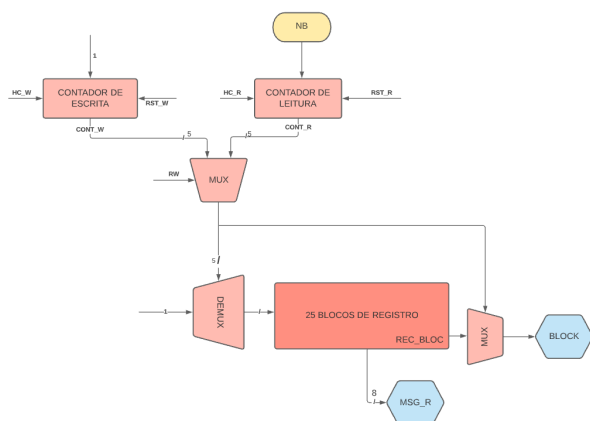 NB
1
HC_W
CONTADOR DE
ESCRITA
RST_W
HC_R
CONTADOR DE
LEITURA
RST_R
CONT_W
/ 5
/5
CONT_R
RW
MUX
5 /
1
DEMUX
/
25 BLOCOS DE REGISTRO
REC_BLOC
MUX
BLOCK
8
/
MSG_R